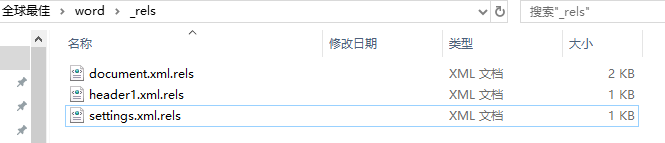 全球最佳 word _rels 搜索"_rels"
名称 修改日期 类型 大小
document.xml.rels XML 文档 2 KB
header1.xml.rels XML 文档 1 KB
settings.xml.rels XML 文档 1 KB